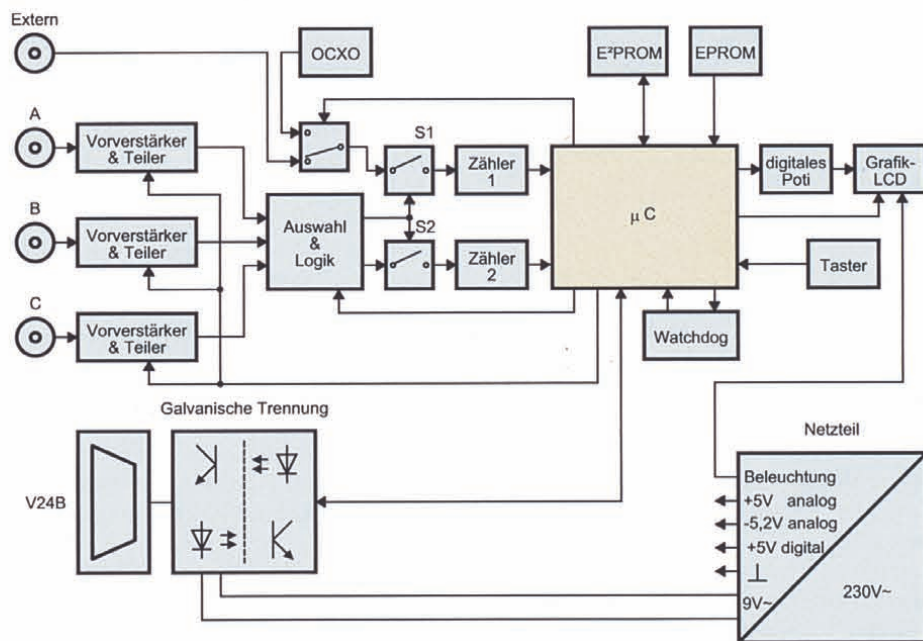 Extern
OCXO
E²PROM
EPROM
A
Vorverstärker
& Teiler
S1
Zähler
1
digitales
Poti
Grafik-
LCD
µC
B
Vorverstärker
& Teiler
Auswahl
&
Logik
S2
Zähler
2
Taster
C
Vorverstärker
& Teiler
Watchdog
Galvanische Trennung
Netzteil
V24B
Beleuchtung
+5V analog
-5,2V analog
+5V digital
9V~
230V~